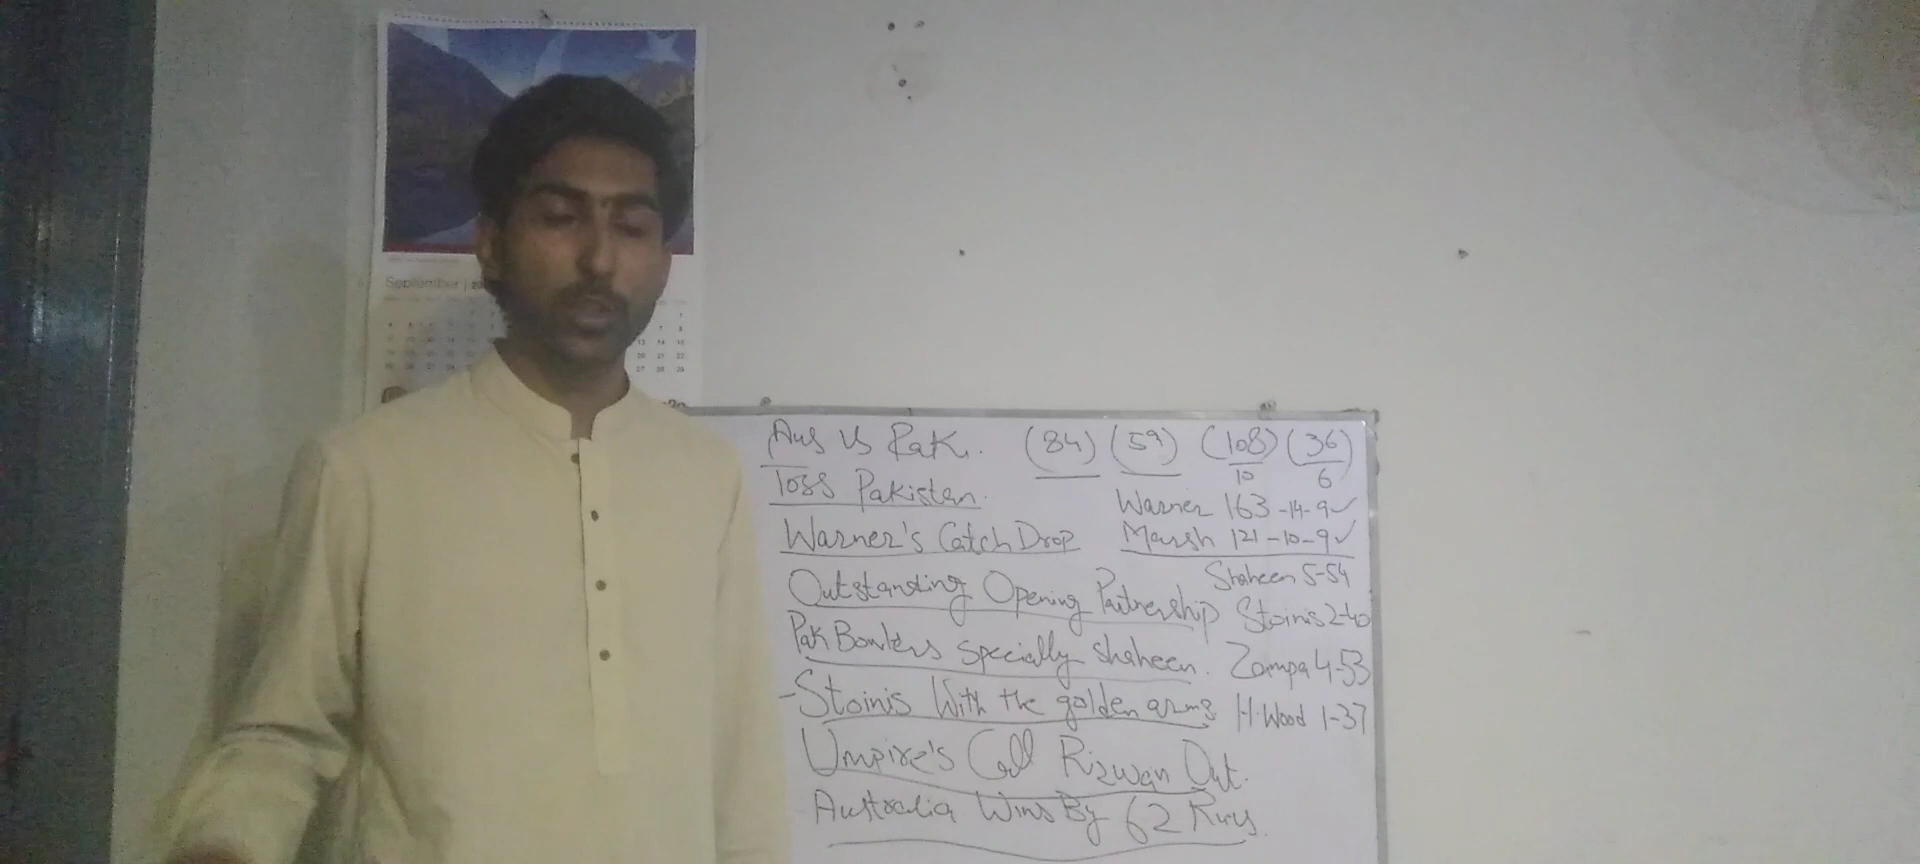 September | 20
Aus vs Pak. (84) (59) (108)/10 (36)/6
Toss Pakistan.
Warner 163 -14-9✓
Warner's Catch Drop
Marsh 121 -10-9✓
Shaheen 5-54
Outstanding Opening Partnership
Stoinis 2-40
Pak Bowlers specially Shaheen.
Zampa 4-53
-Stoinis With the golden arms
H.Wood 1-37
Umpire's Call Rizwan Out.
Australia Wins By 62 Runs.